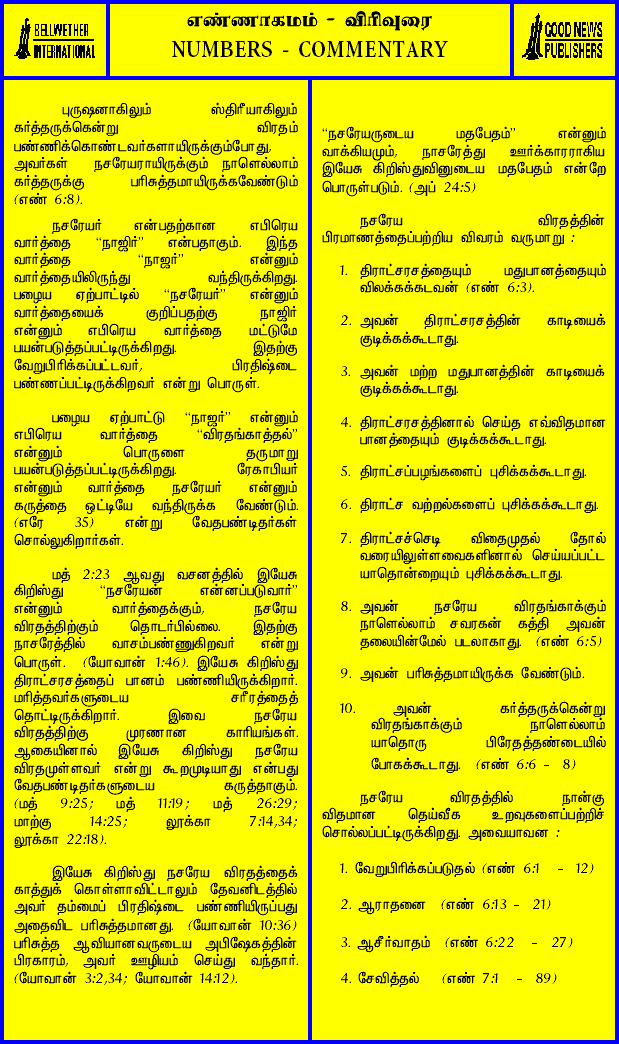 BELLWETHER
INTERNATIONAL
எண்ணாகமம் - விரிவுரை
NUMBERS - COMMENTARY
GOOD NEWS
PUBLISHERS
புருஷனாகிலும் ஸ்திரீயாகிலும்
கர்த்தருக்கென்று விரதம்
பண்ணிக்கொண்டவர்களாயிருக்கும்போது,
அவர்கள் நசரேயராயிருக்கும் நாளெல்லாம்
கர்த்தருக்கு பரிசுத்தமாயிருக்கவேண்டும்
(எண் 6:8).
நசரேயர் என்பதற்கான எபிரெய
வார்த்தை “நாஜிர்” என்பதாகும். இந்த
வார்த்தை “நாஜர்” என்னும்
வார்த்தையிலிருந்து வந்திருக்கிறது.
பழைய ஏற்பாட்டில் “நசரேயர்” என்னும்
வார்த்தையைக் குறிப்பதற்கு நாஜிர்
என்னும் எபிரெய வார்த்தை மட்டுமே
பயன்படுத்தப்பட்டிருக்கிறது. இதற்கு
வேறுபிரிக்கப்பட்டவர், பிரதிஷ்டை
பண்ணப்பட்டிருக்கிறவர் என்று பொருள்.
பழைய ஏற்பாட்டு “நாஜர்” என்னும்
எபிரெய வார்த்தை “விரதங்காத்தல்”
என்னும் பொருளை தருமாறு
பயன்படுத்தப்பட்டிருக்கிறது. ரேகாபியர்
என்னும் வார்த்தை நசரேயர் என்னும்
கருத்தை ஒட்டியே வந்திருக்க வேண்டும்.
(எரே 35) என்று வேதபண்டிதர்கள்
சொல்லுகிறார்கள்.
மத் 2:23 ஆவது வசனத்தில் இயேசு
கிறிஸ்து “நசரேயன் என்னப்படுவார்”
என்னும் வார்த்தைக்கும், நசரேய
விரதத்திற்கும் தொடர்பில்லை. இதற்கு
நாசரேத்தில் வாசம்பண்ணுகிறவர் என்று
பொருள். (யோவான் 1:46). இயேசு கிறிஸ்து
திராட்சரசத்தைப் பானம் பண்ணியிருக்கிறார்.
மரித்தவர்களுடைய சரீரத்தைத்
தொட்டிருக்கிறார். இவை நசரேய
விரதத்திற்கு முரணான காரியங்கள்.
ஆகையினால் இயேசு கிறிஸ்து நசரேய
விரதமுள்ளவர் என்று கூறமுடியாது என்பது
வேதபண்டிதர்களுடைய கருத்தாகும்.
(மத் 9:25; மத் 11:19; மத் 26:29;
மாற்கு 14:25; லூக்கா 7:14,34;
லூக்கா 22:18).
இயேசு கிறிஸ்து நசரேய விரதத்தைக்
காத்துக் கொள்ளாவிட்டாலும் தேவனிடத்தில்
அவர் தம்மைப் பிரதிஷ்டை பண்ணியிருப்பது
அதைவிட பரிசுத்தமானது. (யோவான் 10:36)
பரிசுத்த ஆவியானவருடைய அபிஷேகத்தின்
பிரகாரம், அவர் ஊழியம் செய்து வந்தார்.
(யோவான் 3:2,34; யோவான் 14:12).
“நசரேயருடைய மதபேதம்” என்னும்
வாக்கியமும், நாசரேத்து ஊர்க்காரராகிய
இயேசு கிறிஸ்துவினுடைய மதபேதம் என்றே
பொருள்படும். (அப் 24:5)
நசரேய விரதத்தின்
பிரமாணத்தைப்பற்றிய விவரம் வருமாறு :
1. திராட்சரசத்தையும் மதுபானத்தையும்
விலக்கக்கடவன் (எண் 6:3).
2. அவன் திராட்சரசத்தின் காடியைக்
குடிக்கக்கூடாது.
3. அவன் மற்ற மதுபானத்தின் காடியைக்
குடிக்கக்கூடாது.
4. திராட்சரசத்தினால் செய்த எவ்விதமான
பானத்தையும் குடிக்கக்கூடாது.
5. திராட்சப்பழங்களைப் புசிக்கக்கூடாது.
6. திராட்ச வற்றல்களைப் புசிக்கக்கூடாது.
7. திராட்சச்செடி விதைமுதல் தோல்
வரையிலுள்ளவைகளினால் செய்யப்பட்ட
யாதொன்றையும் புசிக்கக்கூடாது.
8. அவன் நசரேய விரதங்காக்கும்
நாளெல்லாம் சவரகன் கத்தி அவன்
தலையின்மேல் படலாகாது. (எண் 6:5)
9. அவன் பரிசுத்தமாயிருக்க வேண்டும்.
10. அவன் கர்த்தருக்கென்று
விரதங்காக்கும் நாளெல்லாம்
யாதொரு பிரேதத்தண்டையில்
போகக்கூடாது. (எண் 6:6 - 8)
நசரேய விரதத்தில் நான்கு
விதமான தெய்வீக உறவுகளைப்பற்றிச்
சொல்லப்பட்டிருக்கிறது. அவையாவன :
1. வேறுபிரிக்கப்படுதல் (எண் 6:1 - 12)
2. ஆராதனை (எண் 6:13 - 21)
3. ஆசீர்வாதம் (எண் 6:22 - 27)
4. சேவித்தல் (எண் 7:1 - 89)